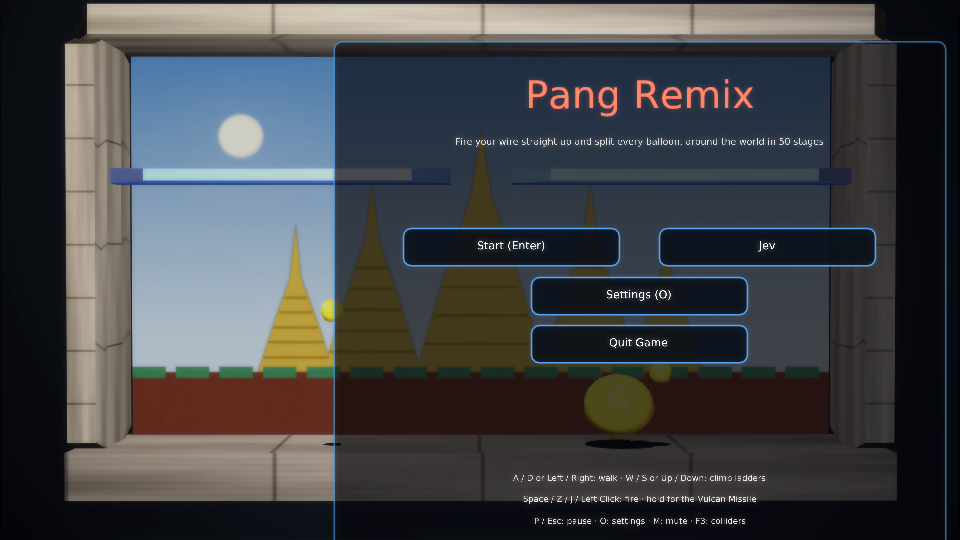 Pang Remix
Fire your wire straight up and split every balloon, around the world in 50 stages
Start (Enter)
Jev
Settings (O)
Quit Game
A / D or Left / Right: walk · W / S or Up / Down: climb ladders
Space / Z / J / Left Click: fire · hold for the Vulcan Missile
P / Esc: pause · O: settings · M: mute · F3: colliders